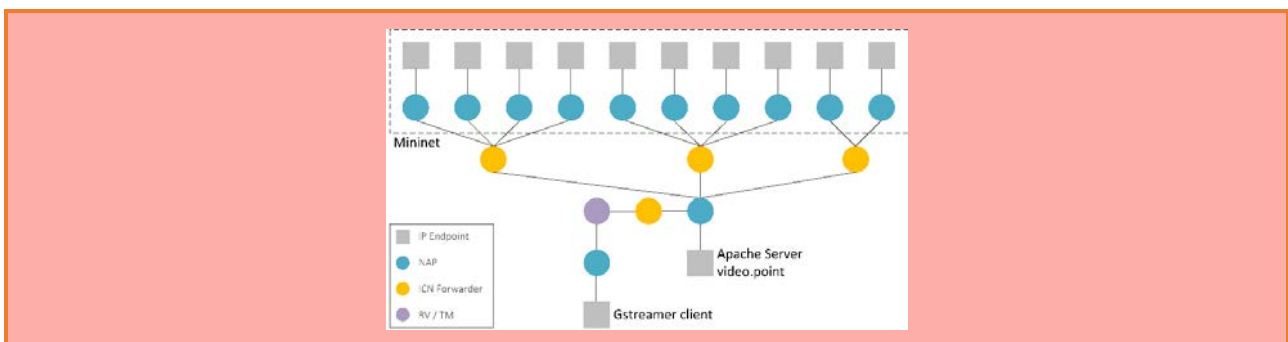 Mininet
IP Endpoint
NAP
ICN Forwarder
RV / TM
Apache Server
video.point
Gstreamer client